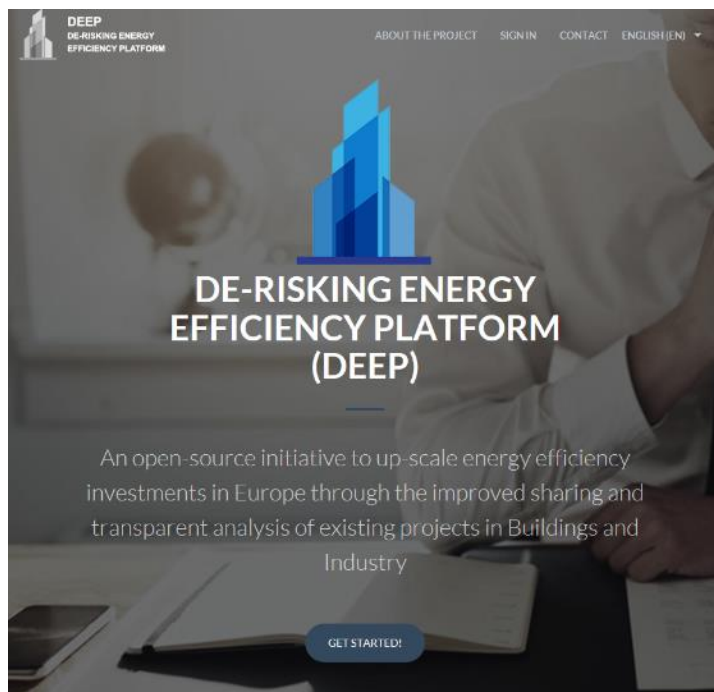 DEEP
DE-RISKING ENERGY
EFFICIENCY PLATFORM
ABOUT THE PROJECT SIGN IN CONTACT ENGLISH (EN)
DE-RISKING ENERGY
EFFICIENCY PLATFORM
(DEEP)
An open-source initiative to up-scale energy efficiency
investments in Europe through the improved sharing and
transparent analysis of existing projects in Buildings and
Industry
GET STARTED!